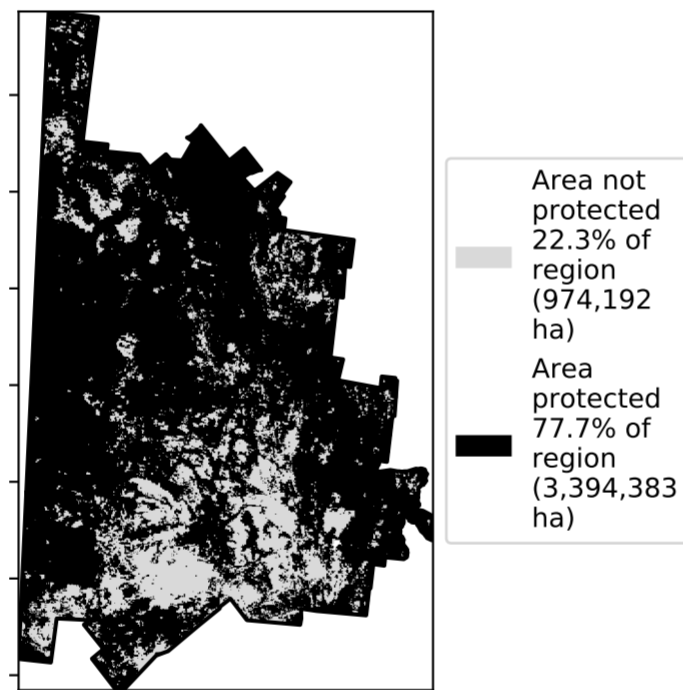 Area not
protected
22.3% of
region
(974,192
ha)
Area
protected
77.7% of
region
(3,394,383
ha)